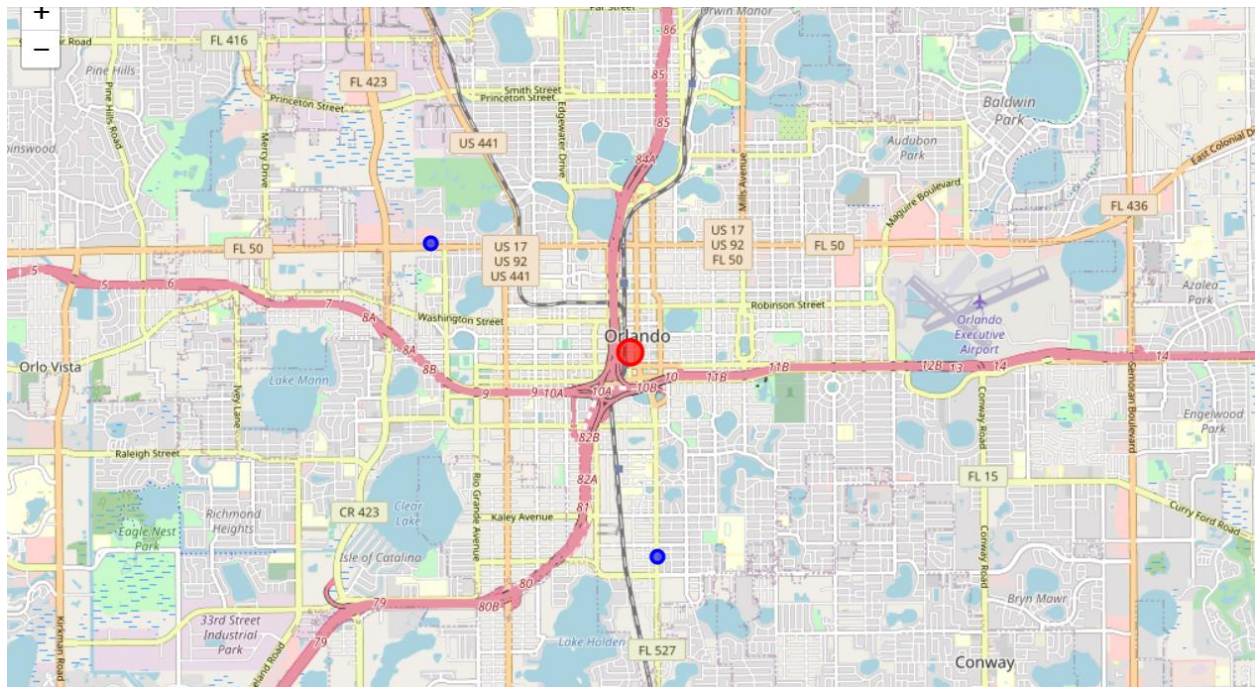 +
−
FL 416
Pine Hills
Pine Hills Road
Princeton Street
Merry Drive
FL 423
US 441
Smith Street
Princeton Street
Edgewater Drive
86
85
85
84A
Mills Avenue
Baldwin
Park
Audubon
Park
Maguire Boulevard
FL 436
FL 50
US 17
US 92
US 441
US 17
US 92
FL 50
FL 50
5
5
6
7
8A
8A
8B
9
9
10A
10A
10B
10
11B
11B
12B
13
14
14
Washington Street
Robinson Street
Orlando
Orlando
Executive
Airport
Azalea
Park
Orlo Vista
Lake Mann
Ivey Lane
Semoran Boulevard
Engelwood
Park
Conway Road
Raleigh Street
82B
82A
81
80
80B
79
79
FL 15
Curry Ford Road
CR 423
Clear
Lake
Rio Grande Avenue
Kaley Avenue
Richmond
Heights
Eagle Nest
Park
Isle of Catalina
Conway Road
33rd Street
Industrial
Park
Kirkman Road
Lake Holden
FL 527
Bryn Mawr
Conway